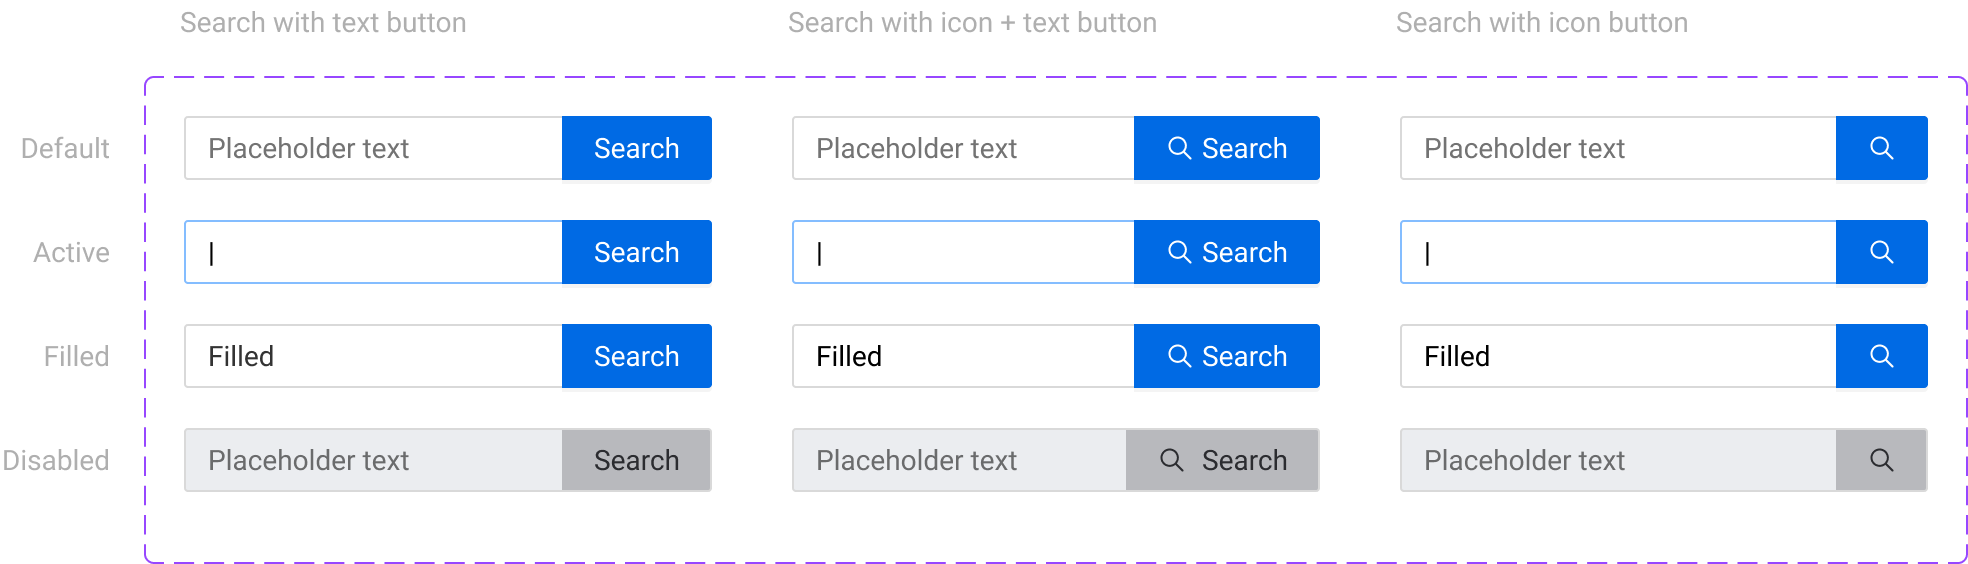 Search with text button Search with icon + text button Search with icon button
Default Placeholder text Search Placeholder text Search Placeholder text
Active | Search | Search |
Filled Filled Search Filled Search Filled
Disabled Placeholder text Search Placeholder text Search Placeholder text